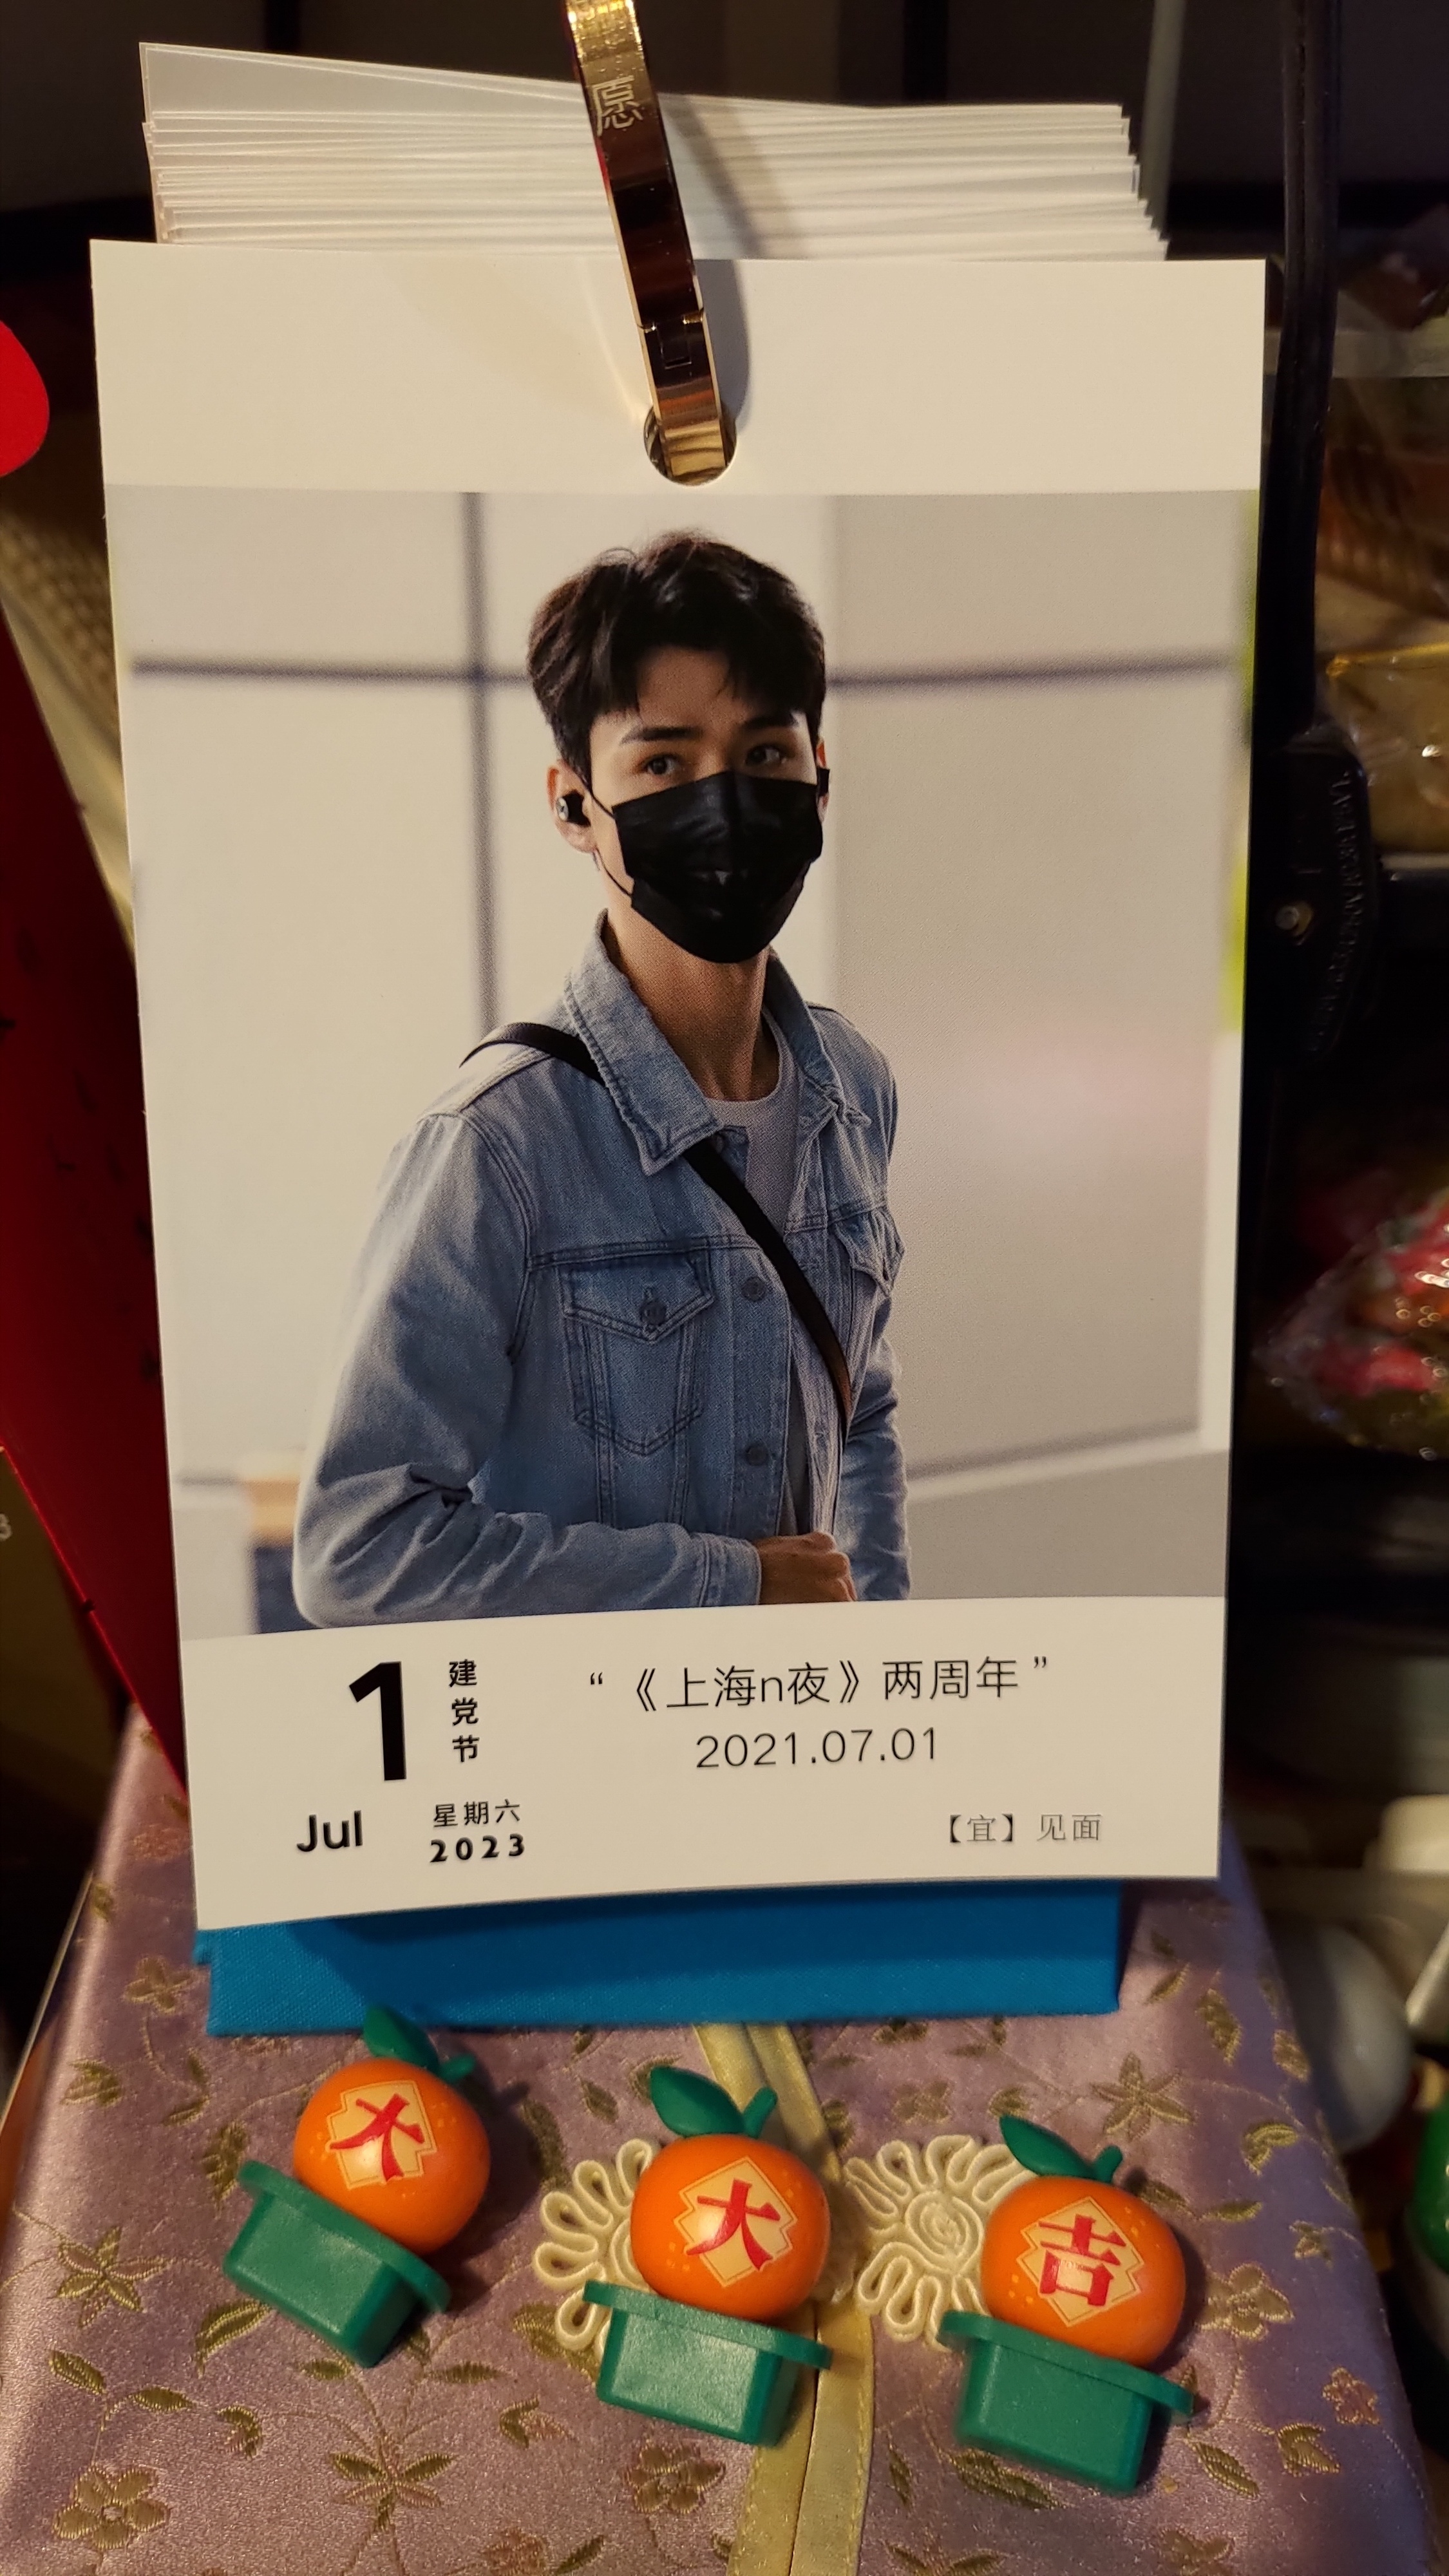 愿
1
建党节
“《上海n夜》两周年”
2021.07.01
Jul
星期六
2023
【宜】见面
大
大
吉